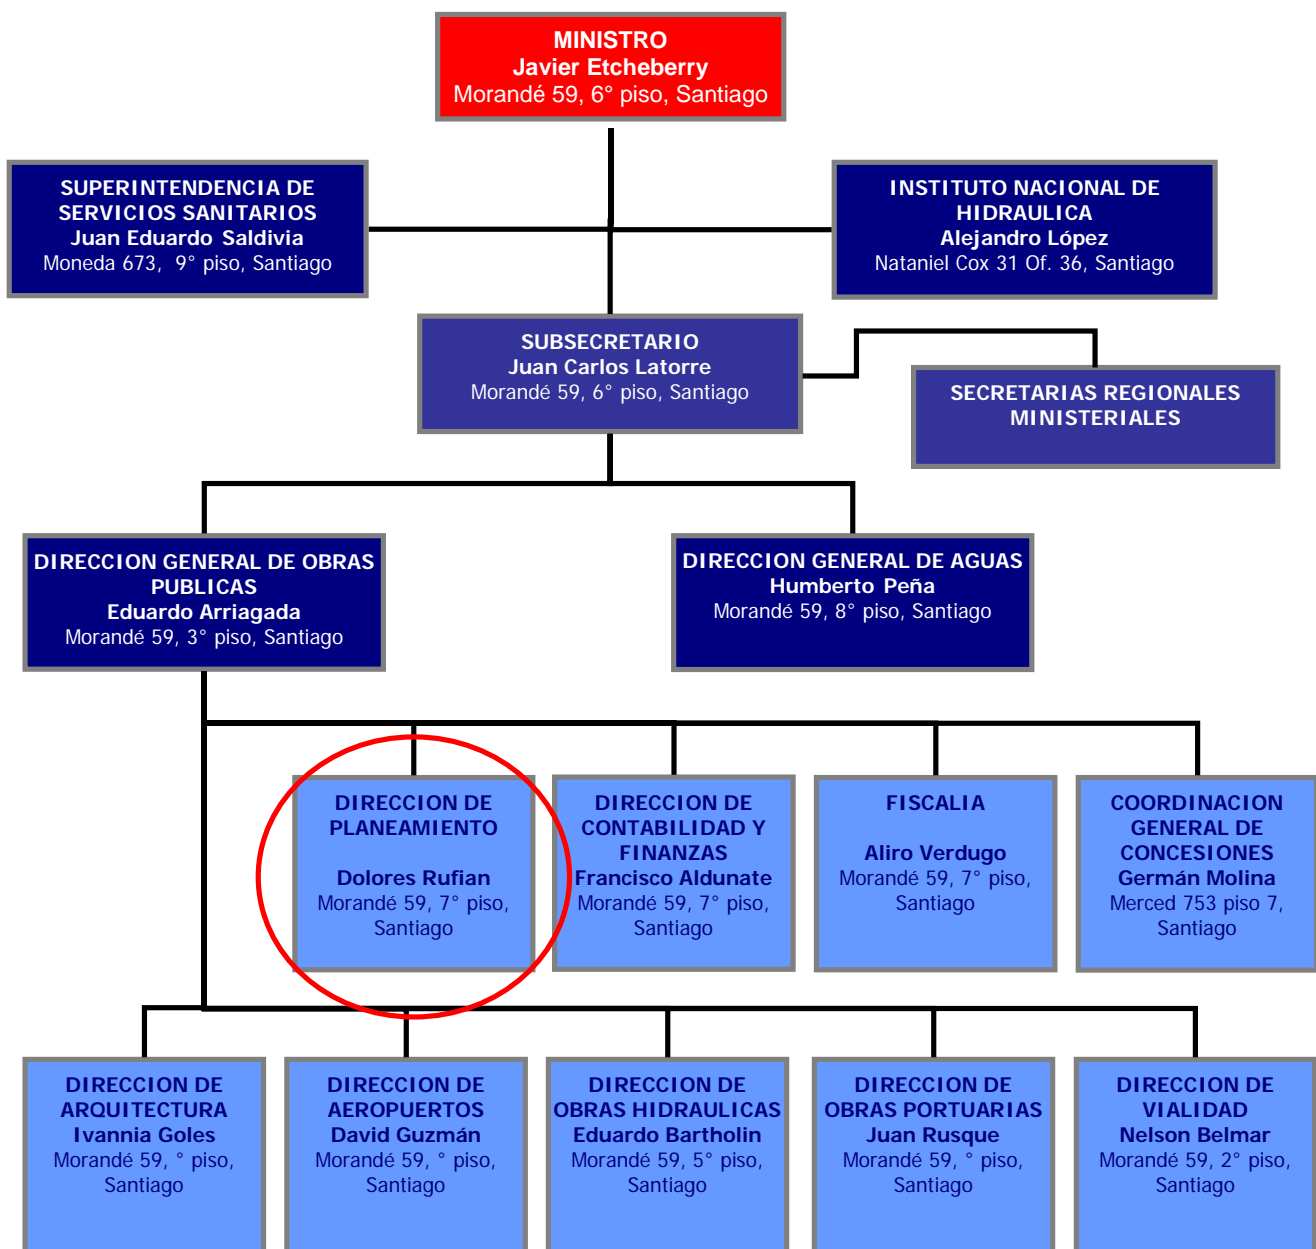 MINISTRO
Javier Etcheberry
Morandé 59, 6° piso, Santiago
SUPERINTENDENCIA DE
SERVICIOS SANITARIOS
Juan Eduardo Saldivia
Moneda 673, 9° piso, Santiago
INSTITUTO NACIONAL DE
HIDRAULICA
Alejandro López
Nataniel Cox 31 Of. 36, Santiago
SUBSECRETARIO
Juan Carlos Latorre
Morandé 59, 6° piso, Santiago
SECRETARIAS REGIONALES
MINISTERIALES
DIRECCION GENERAL DE OBRAS
PUBLICAS
Eduardo Arriagada
Morandé 59, 3° piso, Santiago
DIRECCION GENERAL DE AGUAS
Humberto Peña
Morandé 59, 8° piso, Santiago
DIRECCION DE
PLANEAMIENTO
Dolores Rufian
Morandé 59, 7° piso,
Santiago
DIRECCION DE
CONTABILIDAD Y
FINANZAS
Francisco Aldunate
Morandé 59, 7° piso,
Santiago
FISCALIA
Aliro Verdugo
Morandé 59, 7° piso,
Santiago
COORDINACION
GENERAL DE
CONCESIONES
Germán Molina
Merced 753 piso 7,
Santiago
DIRECCION DE
ARQUITECTURA
Ivannia Goles
Morandé 59, ° piso,
Santiago
DIRECCION DE
AEROPUERTOS
David Guzmán
Morandé 59, ° piso,
Santiago
DIRECCION DE
OBRAS HIDRAULICAS
Eduardo Bartholin
Morandé 59, 5° piso,
Santiago
DIRECCION DE
OBRAS PORTUARIAS
Juan Rusque
Morandé 59, ° piso,
Santiago
DIRECCION DE
VIALIDAD
Nelson Belmar
Morandé 59, 2° piso,
Santiago